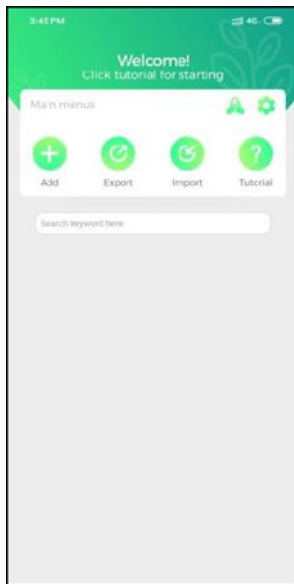 3:45 PM 4G
Welcome!
Click tutorial for starting
Main menus
Add Export Import Tutorial
Search keyword here